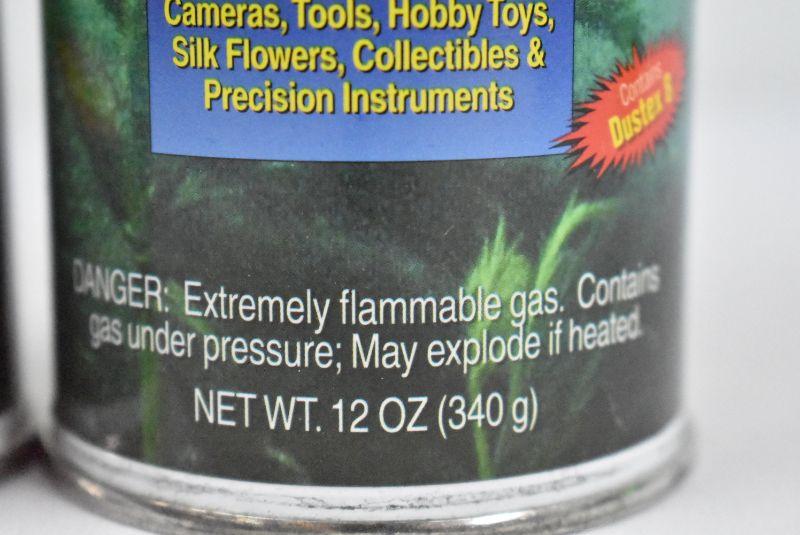 Cameras, Tools, Hobby Toys,
Silk Flowers, Collectibles &
Precision Instruments
Contains
Dustex 8
DANGER: Extremely flammable gas. Contains
gas under pressure; May explode if heated.
NET WT. 12 OZ (340 g)